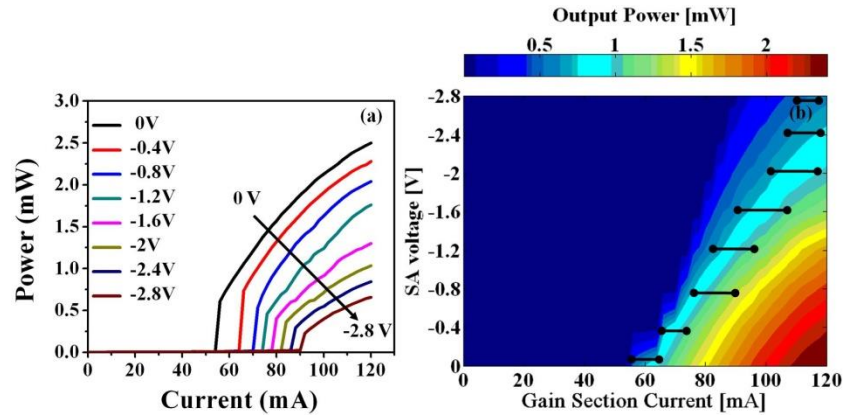 Output Power [mW]
0.5 1 1.5 2
(a)
3.0
2.5
2.0
1.5
1.0
0.5
0.0
Power (mW)
0V
-0.4V
-0.8V
-1.2V
-1.6V
-2V
-2.4V
-2.8V
0 V
-2.8 V
0 20 40 60 80 100 120
Current (mA)
(b)
-2.8
-2.4
-2
-1.6
-1.2
-0.4
0
SA voltage [V]
0 20 40 60 80 100 120
Gain Section Current [mA]